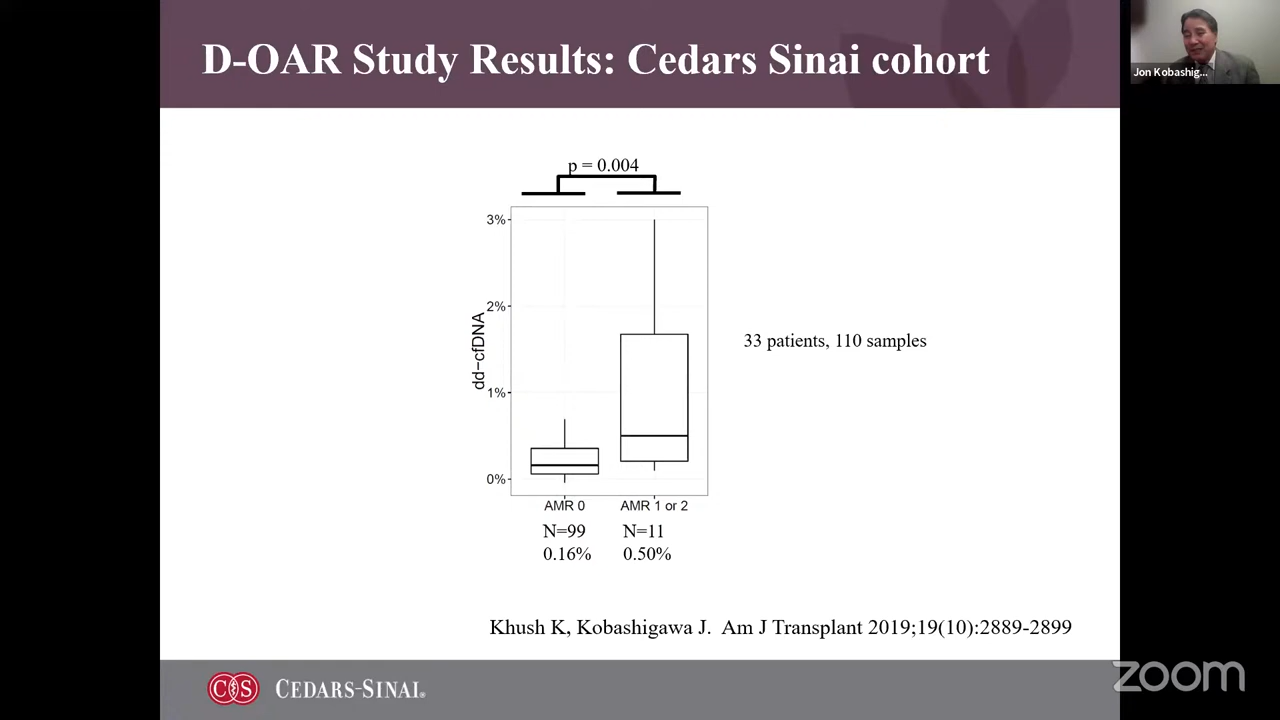 D-OAR Study Results: Cedars Sinai cohort
Jon Kobashig...
p = 0.004
3%
2%
1%
0%
dd-cfDNA
33 patients, 110 samples
AMR 0 AMR 1 or 2
N=99 N=11
0.16% 0.50%
Khush K, Kobashigawa J. Am J Transplant 2019;19(10):2889-2899
CS CEDARS-SINAI®
zoom